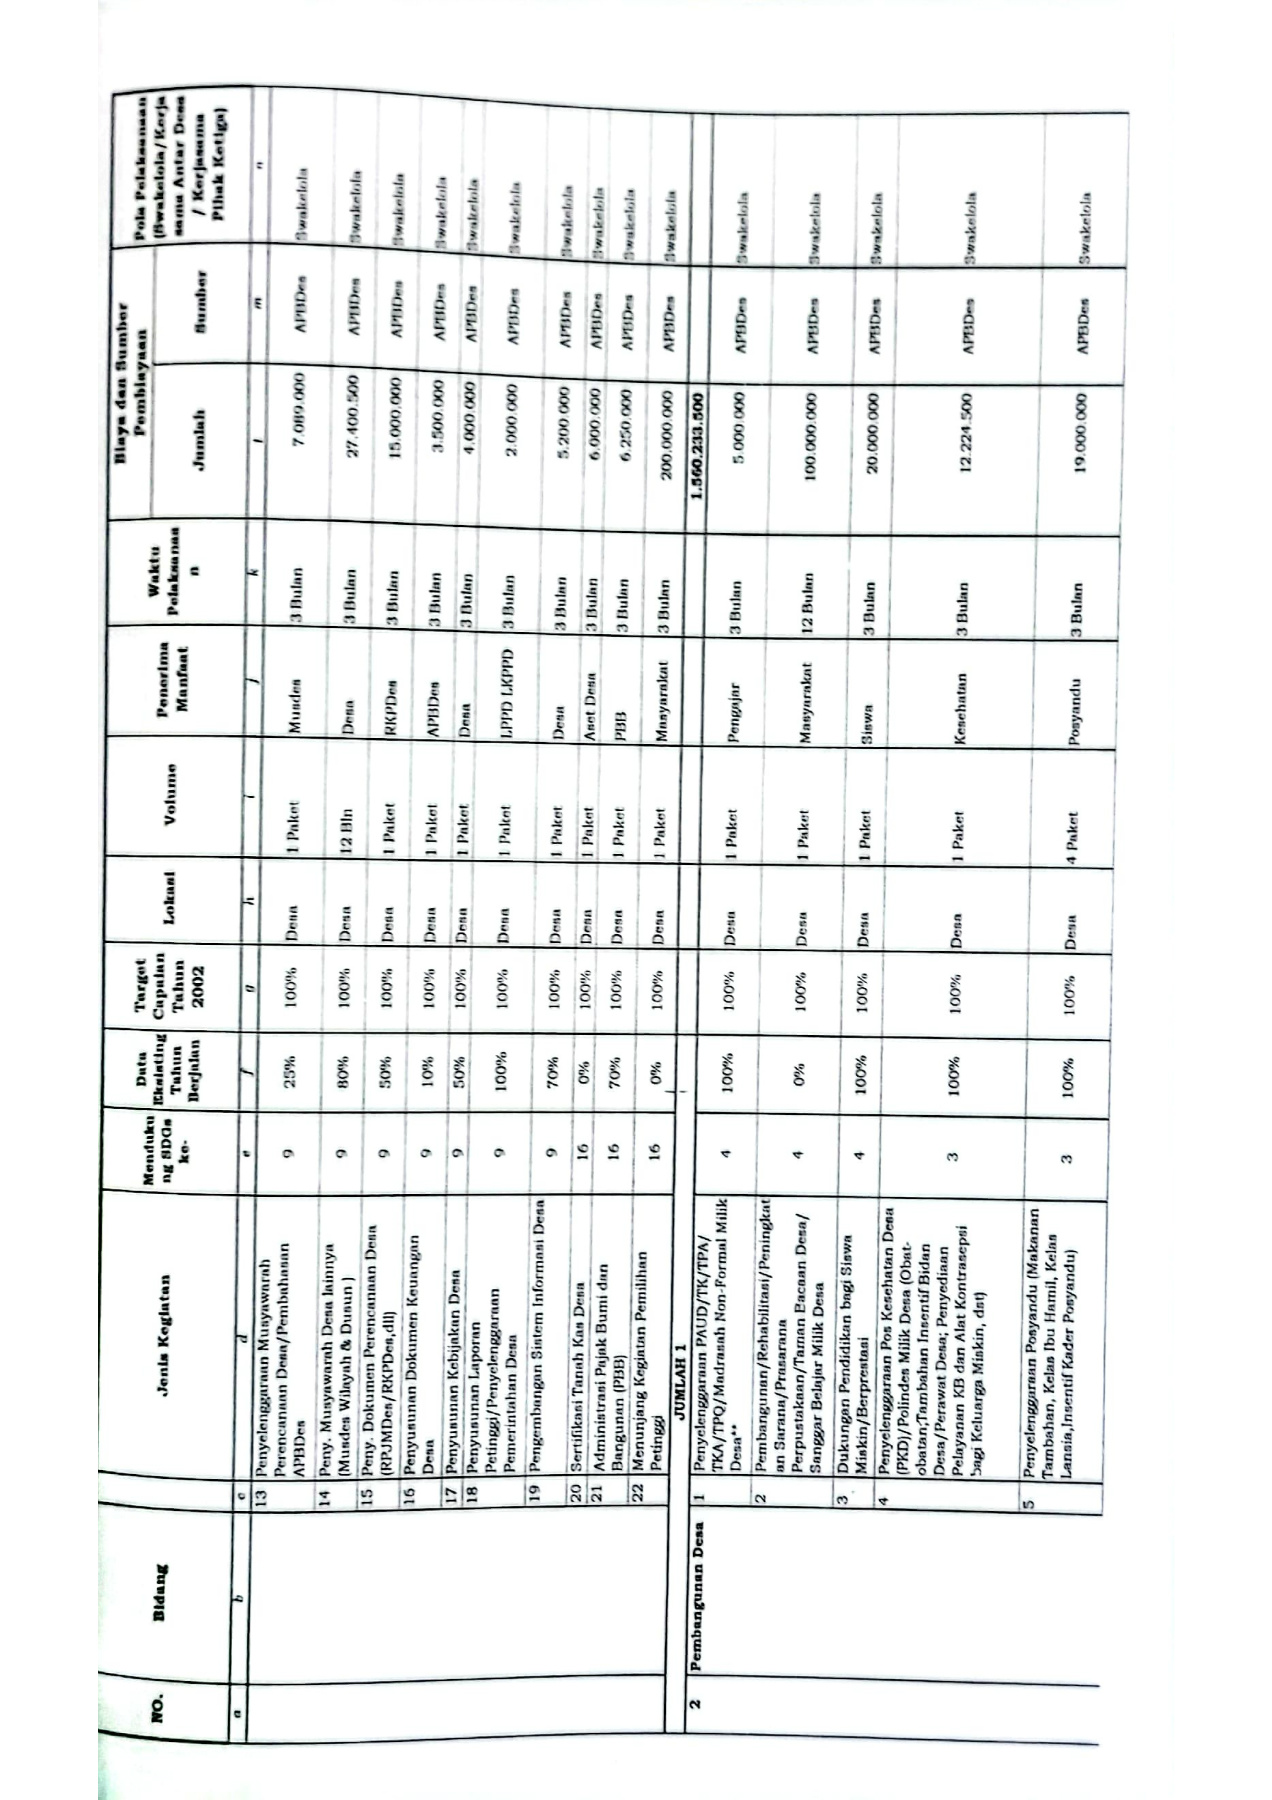 NO. Bidang Jenis Kegiatan Mendukung SDGs ke- Data Eksisting Tahun Berjalan Target Capaian Tahun 2002 Lokasi Volume Penerima Manfaat Waktu Pelaksanaan Biaya dan Sumber Pembiayaan Jumlah Sumber Pola Pelaksanaan (Swakelola/Kerja sama Antar Desa / Kerjasama Pihak Ketiga)
a b c d e f g h i j k l m n
13 Penyelenggaraan Musyawarah 9 25% 100% Desa 1 Paket Musdes 3 Bulan 7.089.000 APBDes Swakelola
Perencanaan Desa/Pembahasan
APBDes
14 Peny. Musyawarah Desa lainnya 9 80% 100% Desa 12 Bln Desa 3 Bulan 27.400.500 APBDes Swakelola
(Musdes Wilayah & Dusun )
15 Peny. Dokumen Perencanaan Desa 9 50% 100% Desa 1 Paket RKPDes 3 Bulan 15.000.000 APBDes Swakelola
(RPJMDes/RKPDes,dll)
16 Penyusunan Dokumen Keuangan 9 10% 100% Desa 1 Paket APBDes 3 Bulan 3.500.000 APBDes Swakelola
Desa
17 Penyusunan Kebijakan Desa 9 50% 100% Desa 1 Paket Desa 3 Bulan 4.000.000 APBDes Swakelola
18 Penyusunan Laporan 9 100% 100% Desa 1 Paket LPPD LKPPD 3 Bulan 2.000.000 APBDes Swakelola
Petinggi/Penyelenggaraan
Pemerintahan Desa
19 Pengembangan Sistem Informasi Desa 9 70% 100% Desa 1 Paket Desa 3 Bulan 5.200.000 APBDes Swakelola
20 Sertifikasi Tanah Kas Desa 16 0% 100% Desa 1 Paket Aset Desa 3 Bulan 6.000.000 APBDes Swakelola
21 Administrasi Pajak Bumi dan 16 70% 100% Desa 1 Paket PBB 3 Bulan 6.250.000 APBDes Swakelola
Bangunan (PBB)
22 Menunjang Kegiatan Pemilihan 16 0% 100% Desa 1 Paket Masyarakat 3 Bulan 200.000.000 APBDes Swakelola
Petinggi
JUMLAH 1 1.560.233.500
2 Pembangunan Desa 1 Penyelenggaraan PAUD/TK/TPA/ 4 100% 100% Desa 1 Paket Pengajar 3 Bulan 5.000.000 APBDes Swakelola
TKA/TPQ/Madrasah Non-Formal Milik
Desa**
2 Pembangunan/Rehabilitasi/Peningkat 4 0% 100% Desa 1 Paket Masyarakat 12 Bulan 100.000.000 APBDes Swakelola
an Sarana/Prasarana
Perpustakaan/Taman Bacaan Desa/
Sanggar Belajar Milik Desa
3 Dukungan Pendidikan bagi Siswa 4 100% 100% Desa 1 Paket Siswa 3 Bulan 20.000.000 APBDes Swakelola
Miskin/Berprestasi
4 Penyelenggaraan Pos Kesehatan Desa 3 100% 100% Desa 1 Paket Kesehatan 3 Bulan 12.224.500 APBDes Swakelola
(PKD)/Polindes Milik Desa (Obat-
obatan;Tambahan Insentif Bidan
Desa/Perawat Desa; Penyediaan
Pelayanan KB dan Alat Kontrasepsi
bagi Keluarga Miskin, dst)
5 Penyelenggaraan Posyandu (Makanan 3 100% 100% Desa 4 Paket Posyandu 3 Bulan 19.000.000 APBDes Swakelola
Tambahan, Kelas Ibu Hamil, Kelas
Lansia,Insentif Kader Posyandu)